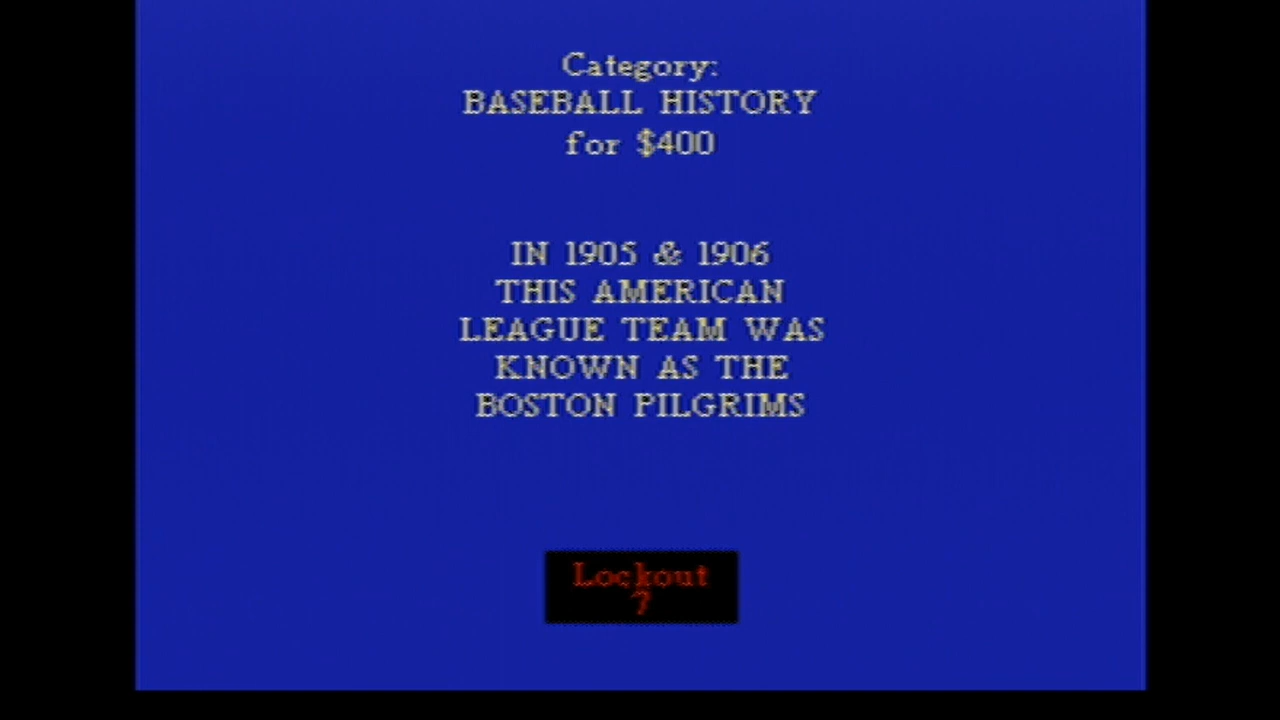 Category:
BASEBALL HISTORY
for $400
IN 1905 & 1906
THIS AMERICAN
LEAGUE TEAM WAS
KNOWN AS THE
BOSTON PILGRIMS
Lockout
7